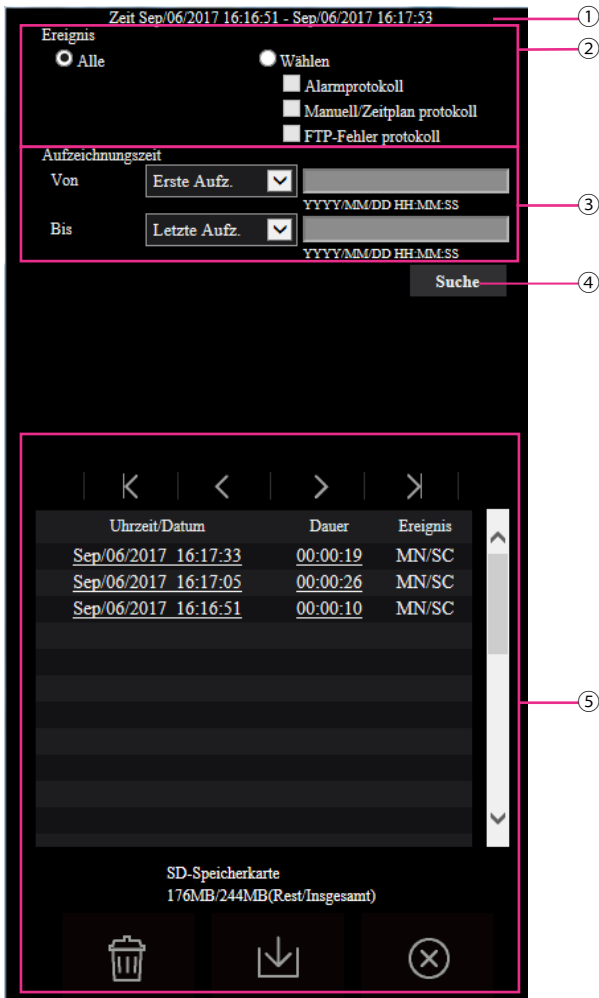 Zeit Sep/06/2017 16:16:51 - Sep/06/2017 16:17:53 ①
Ereignis ②
Alle Wählen
Alarmprotokoll
Manuell/Zeitplan protokoll
FTP-Fehler protokoll
Aufzeichnungszeit
Von Erste Aufz.
YYYY/MM/DD HH:MM:SS ③
Bis Letzte Aufz.
YYYY/MM/DD HH:MM:SS
Suche ④
Uhrzeit/Datum Dauer Ereignis
Sep/06/2017 16:17:33 00:00:19 MN/SC
Sep/06/2017 16:17:05 00:00:26 MN/SC
Sep/06/2017 16:16:51 00:00:10 MN/SC
⑤
SD-Speicherkarte
176MB/244MB(Rest/Insgesamt)